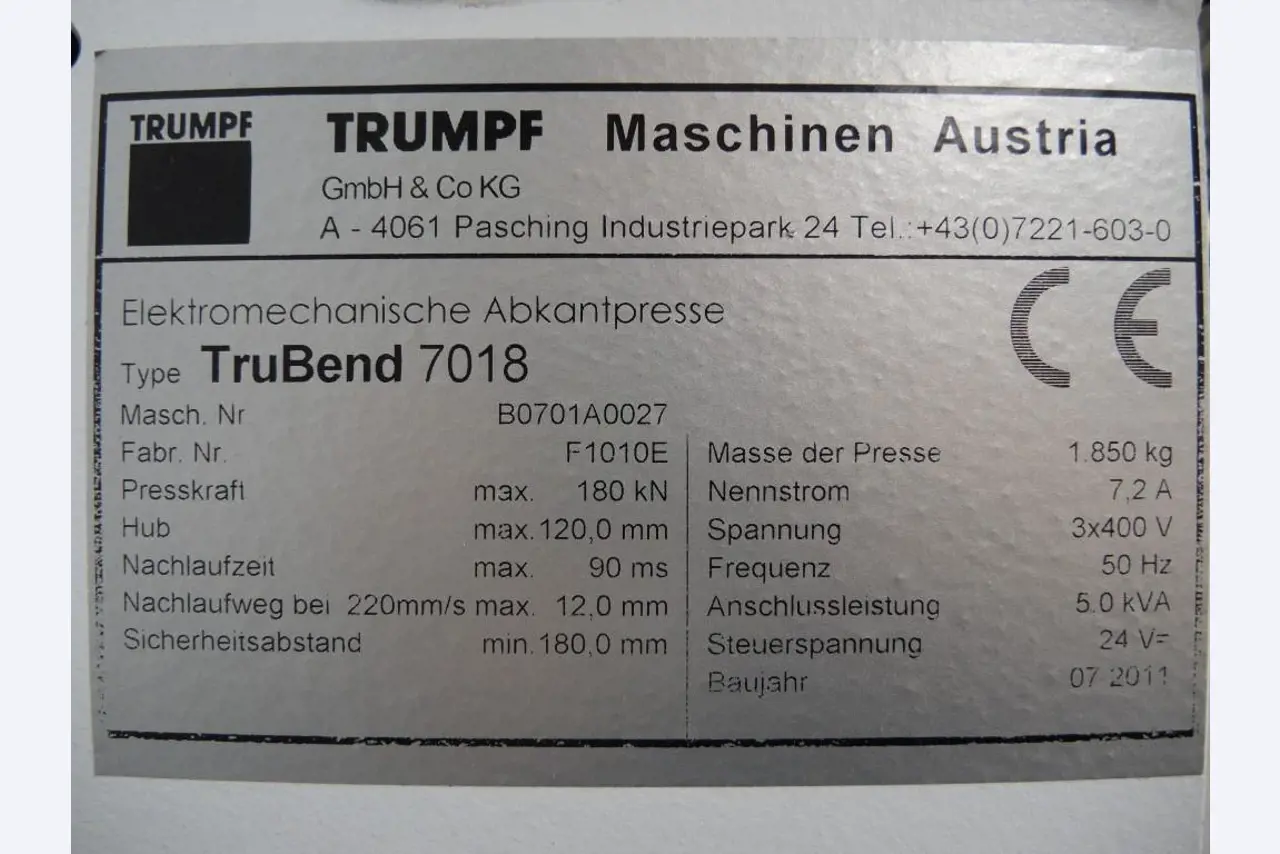 TRUMPF
TRUMPF Maschinen Austria
GmbH & Co KG
A - 4061 Pasching Industriepark 24 Tel.:+43(0)7221-603-0
CE
Elektromechanische Abkantpresse
Type TruBend 7018
Masch. Nr B0701A0027
Fabr. Nr. F1010E
Presskraft max. 180 kN
Hub max. 120,0 mm
Nachlaufzeit max. 90 ms
Nachlaufweg bei 220mm/s max. 12,0 mm
Sicherheitsabstand min. 180,0 mm
Masse der Presse 1.850 kg
Nennstrom 7,2 A
Spannung 3x400 V
Frequenz 50 Hz
Anschlussleistung 5.0 kVA
Steuerspannung 24 V=
Baujahr 07 2011